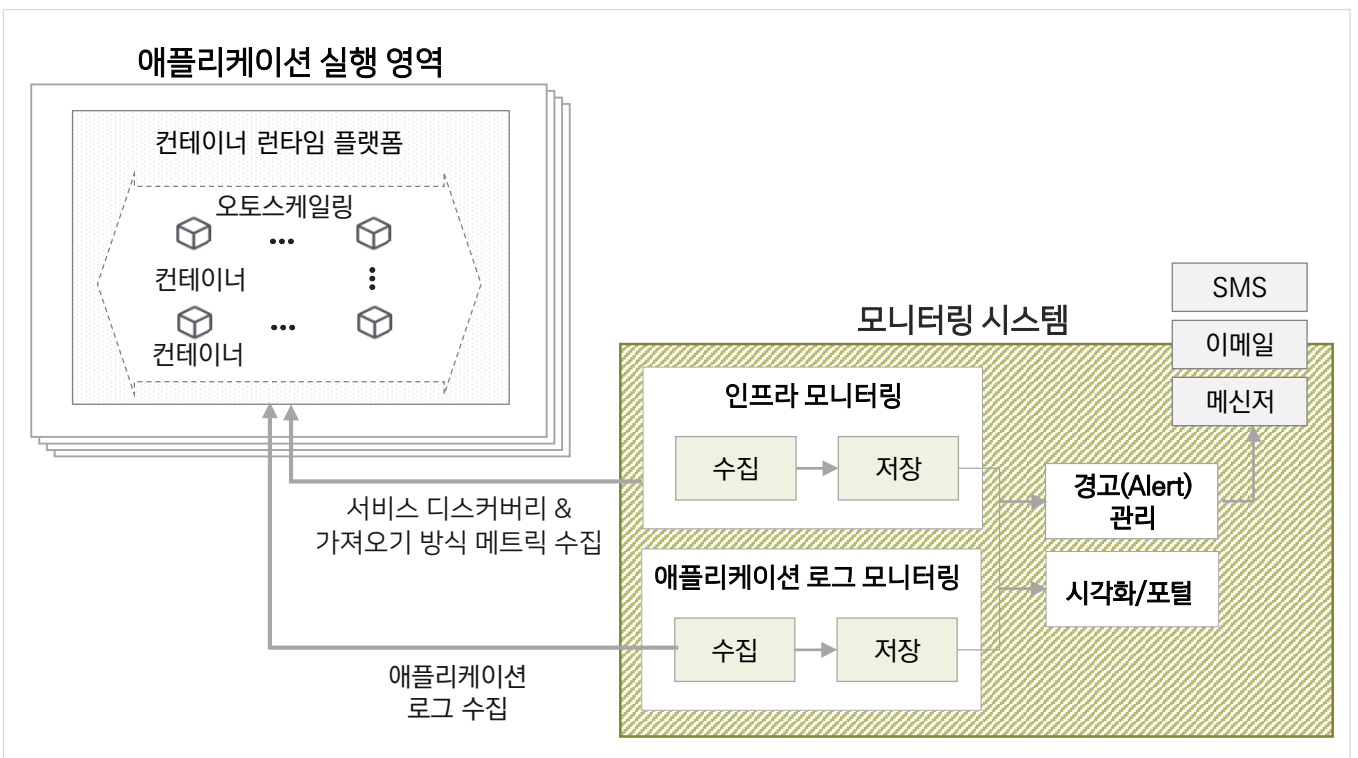 애플리케이션 실행 영역
컨테이너 런타임 플랫폼
오토스케일링
...
컨테이너
...
컨테이너
모니터링 시스템
SMS
이메일
메신저
인프라 모니터링
수집
저장
서비스 디스커버리 &
가져오기 방식 메트릭 수집
경고(Alert)
관리
애플리케이션 로그 모니터링
수집
저장
시각화/포털
애플리케이션
로그 수집